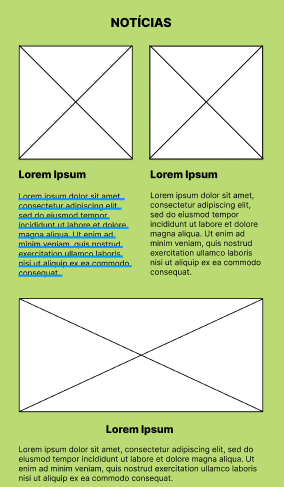 NOTÍCIAS
Lorem Ipsum
Lorem ipsum dolor sit amet,
consectetur adipiscing elit,
sed do eiusmod tempor
incididunt ut labore et dolore
magna aliqua. Ut enim ad
minim veniam, quis nostrud
exercitation ullamco laboris
nisi ut aliquip ex ea commodo
consequat.
Lorem Ipsum
Lorem ipsum dolor sit amet,
consectetur adipiscing elit,
sed do eiusmod tempor
incididunt ut labore et dolore
magna aliqua. Ut enim ad
minim veniam, quis nostrud
exercitation ullamco laboris
nisi ut aliquip ex ea commodo
consequat.
Lorem Ipsum
Lorem ipsum dolor sit amet, consectetur adipiscing elit, sed do
eiusmod tempor incididunt ut labore et dolore magna aliqua. Ut
enim ad minim veniam, quis nostrud exercitation ullamco laboris
nisi ut aliquip ex ea commodo consequat.